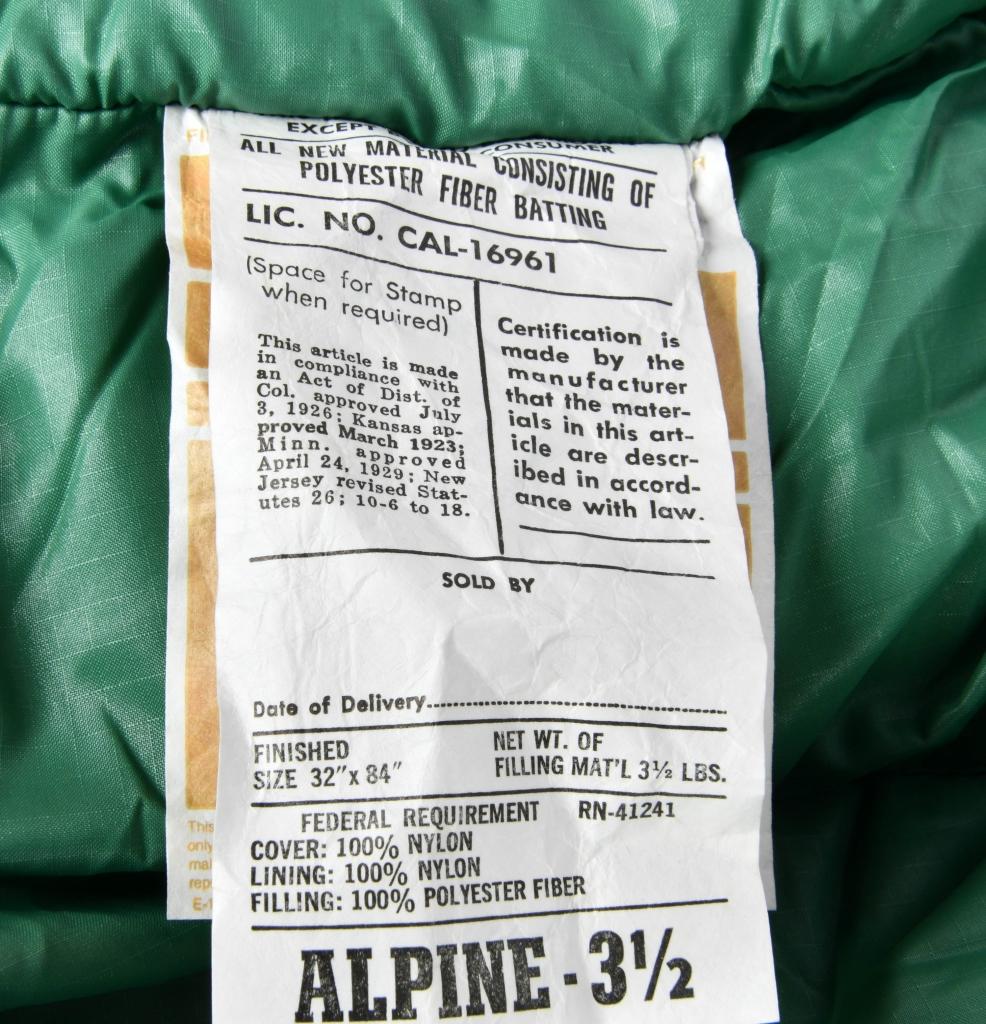 EXCEPT
CONSUMER
ALL NEW MATERIAL CONSISTING OF
POLYESTER FIBER BATTING
LIC. NO. CAL-16961
(Space for Stamp
when required)
This article is made
in compliance with
an Act of Dist. of
Col. approved July
3, 1926; Kansas ap-
proved March 1923;
Minn. approved
April 24, 1929; New
Jersey revised Stat-
utes 26; 10-6 to 18.
Certification is
made by the
manufacturer
that the mater-
ials in this art-
icle are descr-
ibed in accord-
ance with law.
SOLD BY
Date of Delivery
FINISHED
SIZE 32"x 84"
NET WT. OF
FILLING MAT'L 3½ LBS.
FEDERAL REQUIREMENT RN-41241
COVER: 100% NYLON
LINING: 100% NYLON
FILLING: 100% POLYESTER FIBER
ALPINE-3½
This
only